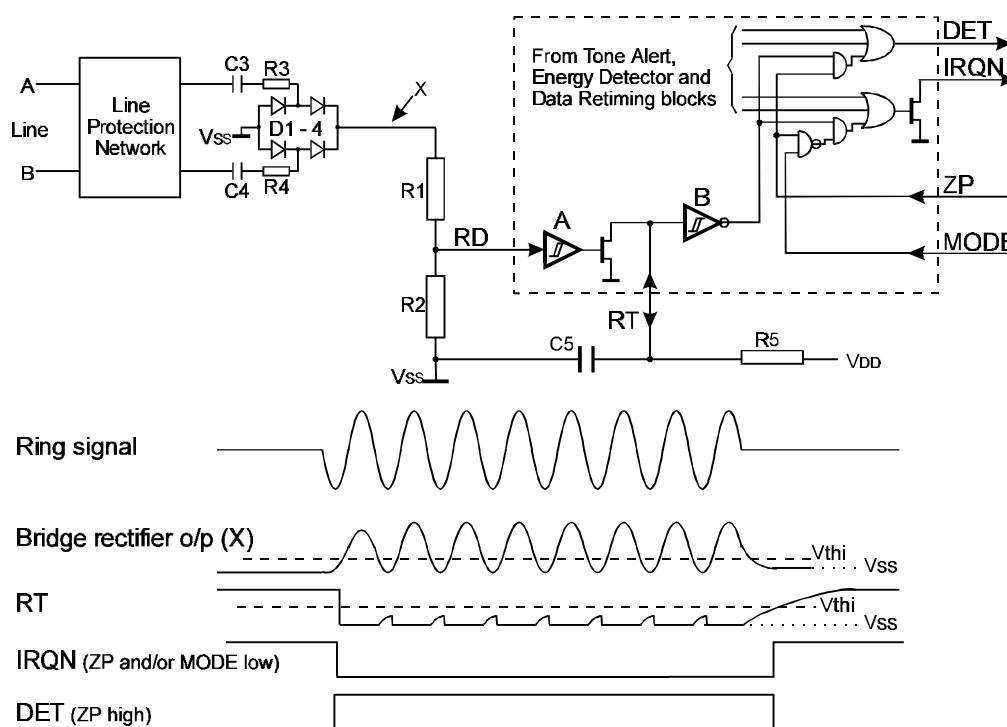 DET
IRQN
From Tone Alert,
Energy Detector and
Data Retiming blocks
C3
R3
X
A
Line
Line
Protection
Network
VSS
D1 - 4
B
C4
R4
R1
ZP
A
B
RD
MODE
R2
RT
C5
R5
VSS
VDD
Ring signal
Bridge rectifier o/p (X)
Vthi
VSS
RT
Vthi
VSS
IRQN (ZP and/or MODE low)
DET (ZP high)